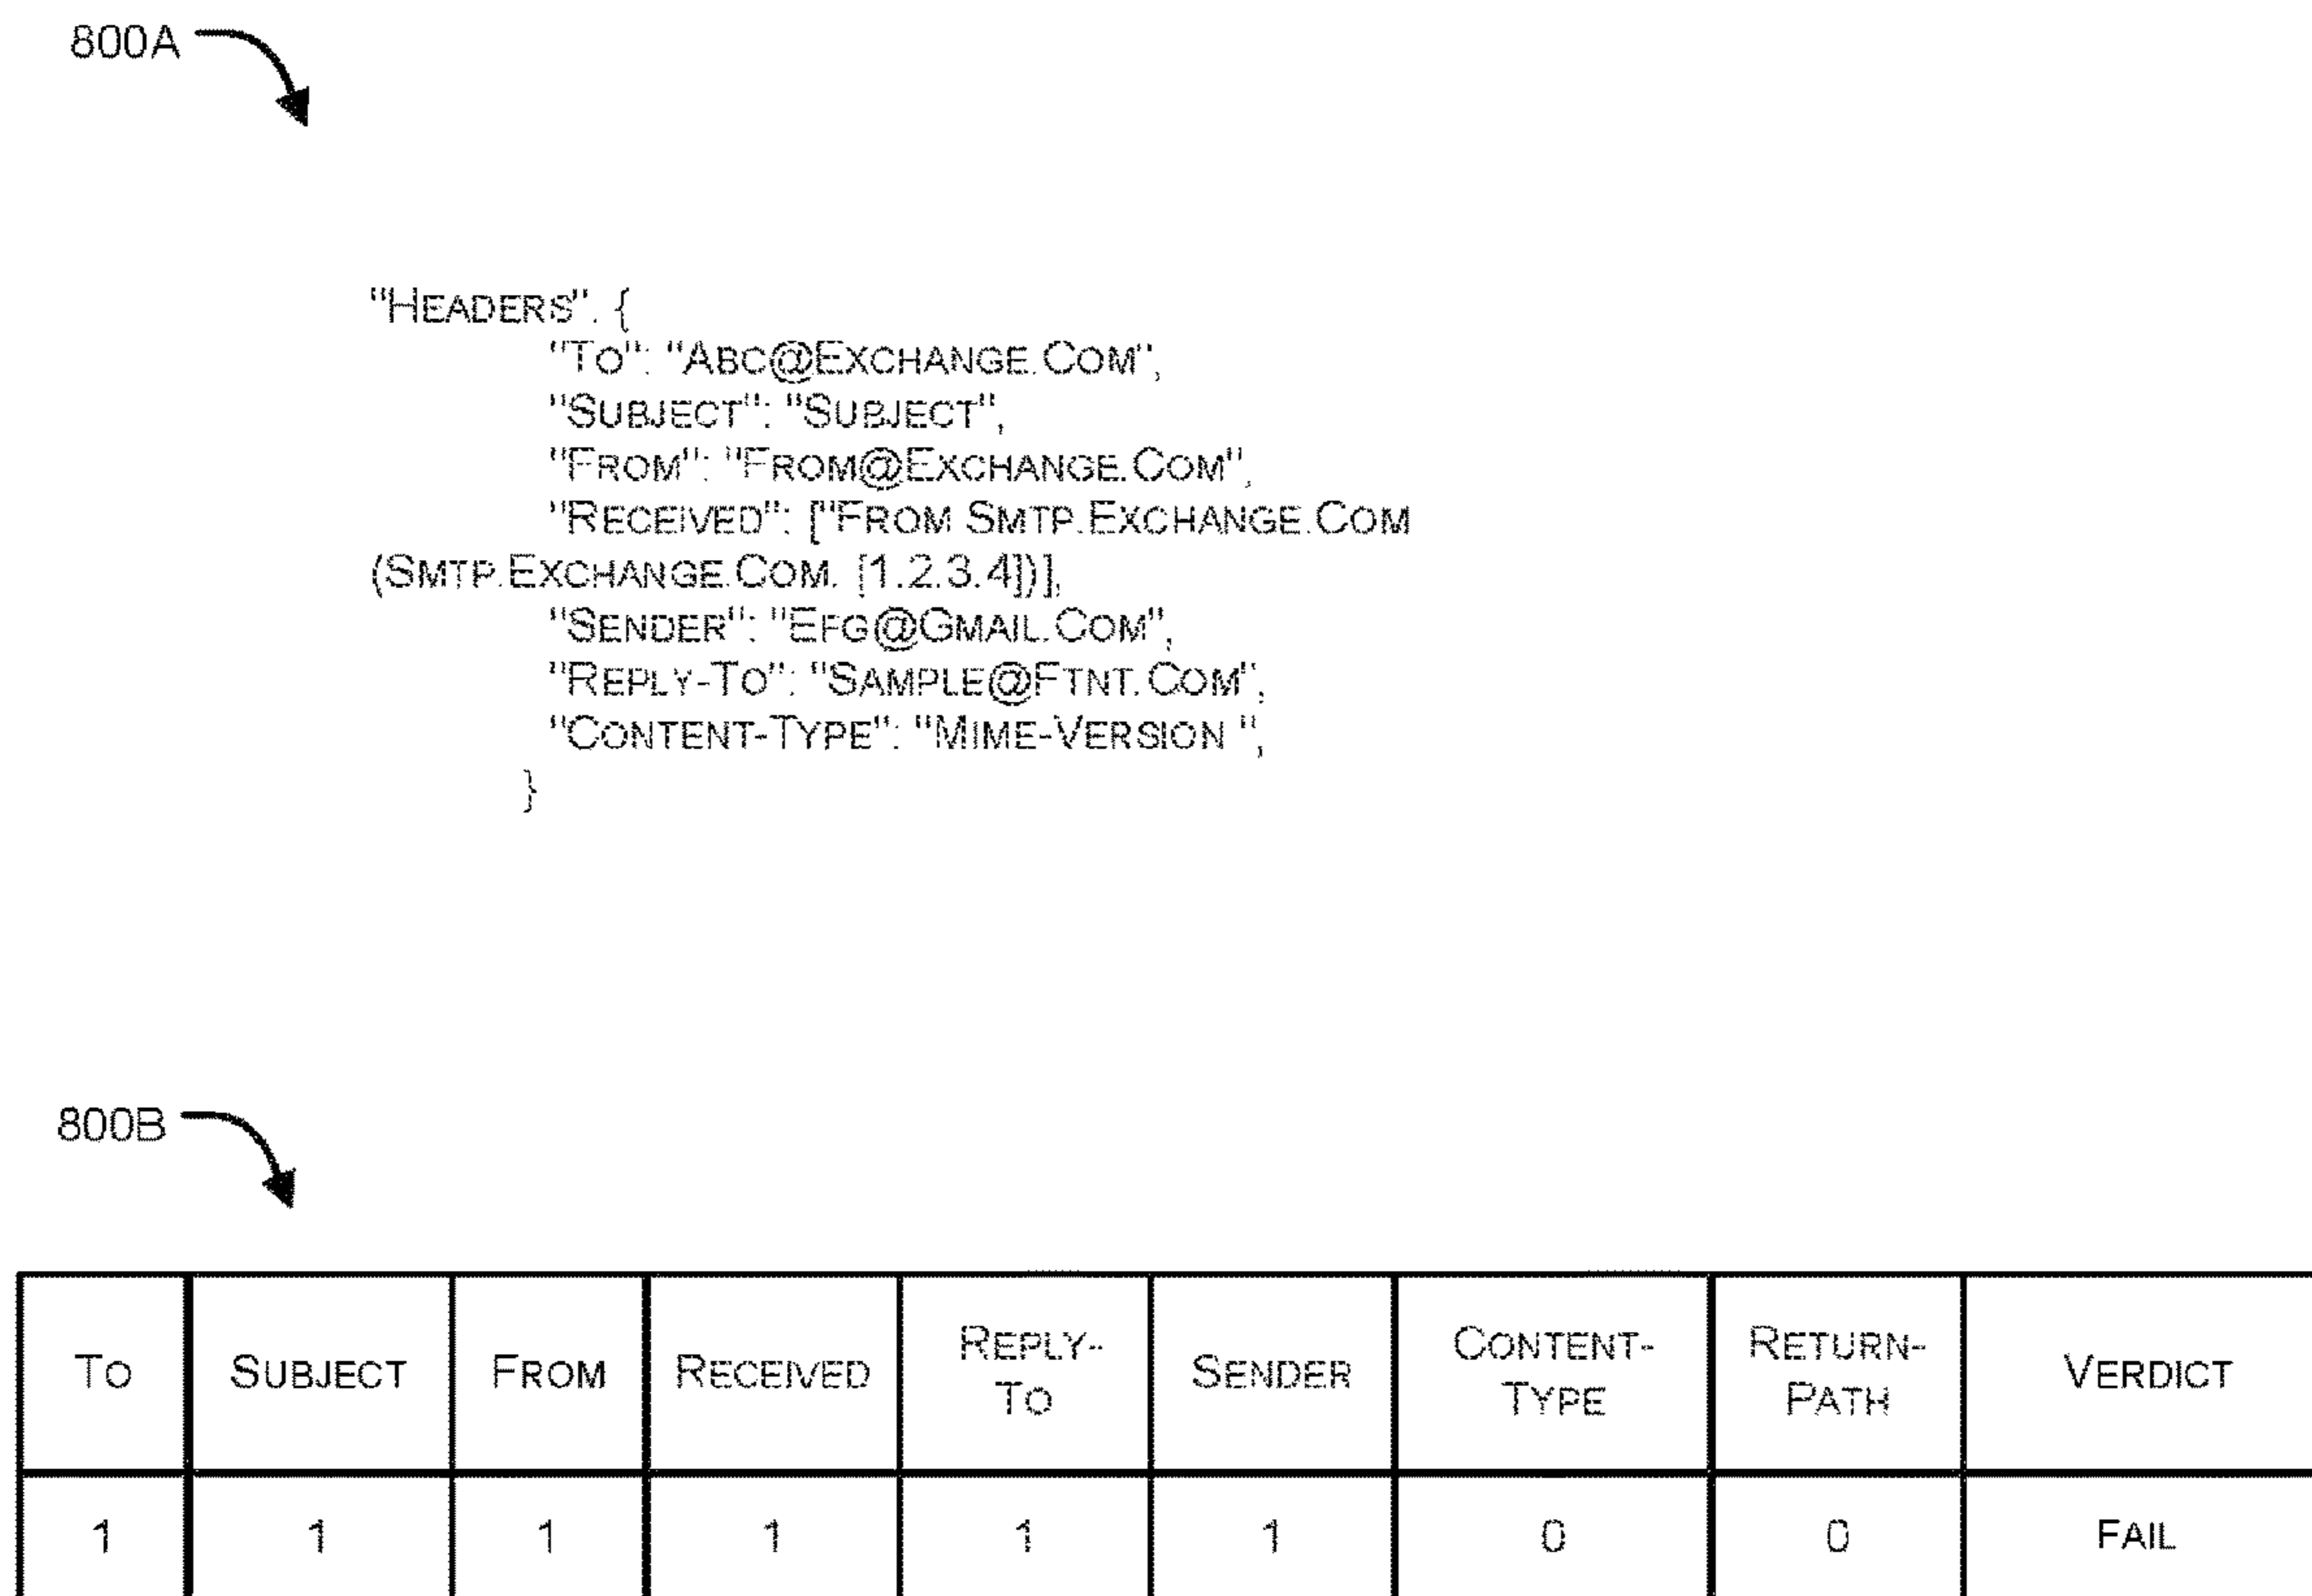 800A
"HEADERS". {
"TO": "ABC@EXCHANGE.COM",
"SUBJECT": "SUBJECT",
"FROM": "FROM@EXCHANGE.COM",
"RECEIVED": ["FROM SMTP.EXCHANGE.COM
(SMTP.EXCHANGE.COM. [1.2.3.4])],
"SENDER": "EFG@GMAIL.COM",
"REPLY-TO": "SAMPLE@FTNT.COM",
"CONTENT-TYPE": "MIME-VERSION ",
}
800B
TO SUBJECT FROM RECEIVED REPLY-TO SENDER CONTENT-TYPE RETURN-PATH VERDICT
1 1 1 1 1 1 0 0 FAIL